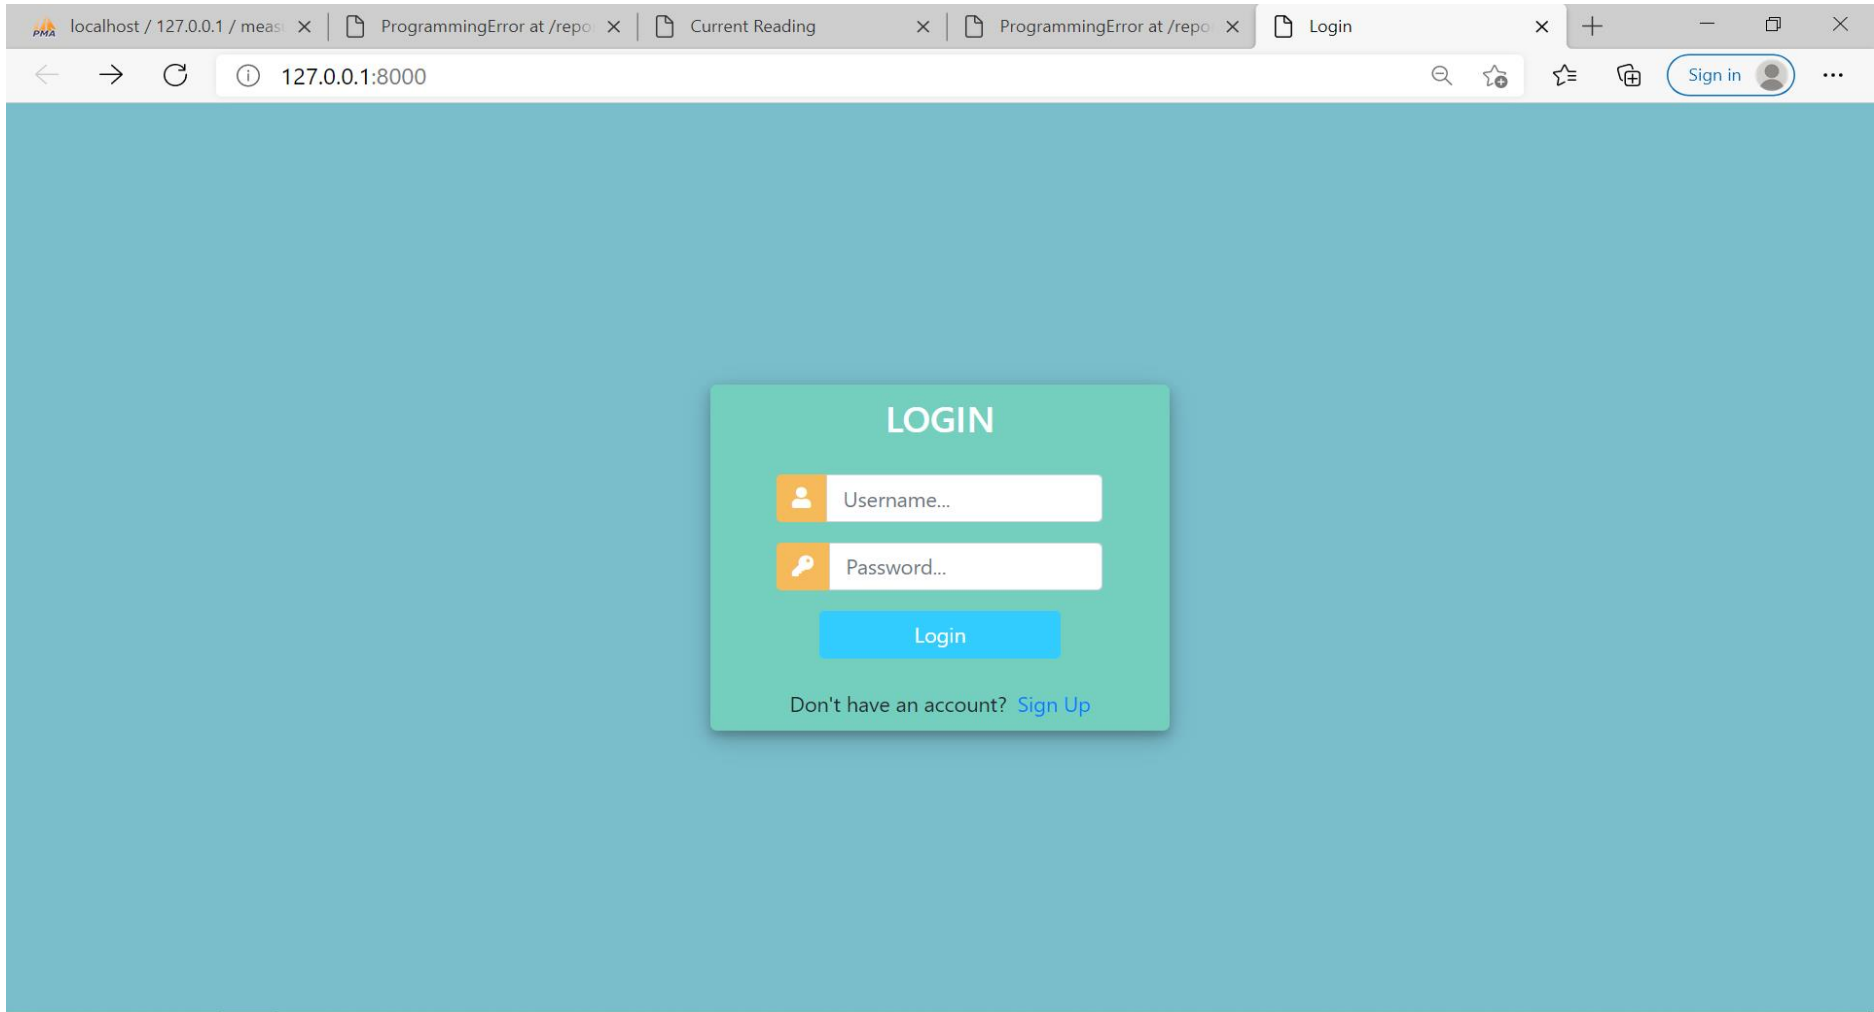 PMA localhost / 127.0.0.1 / meas ProgrammingError at /repo Current Reading ProgrammingError at /repo Login
127.0.0.1:8000 Sign in
LOGIN
Username...
Password...
Login
Don't have an account? Sign Up